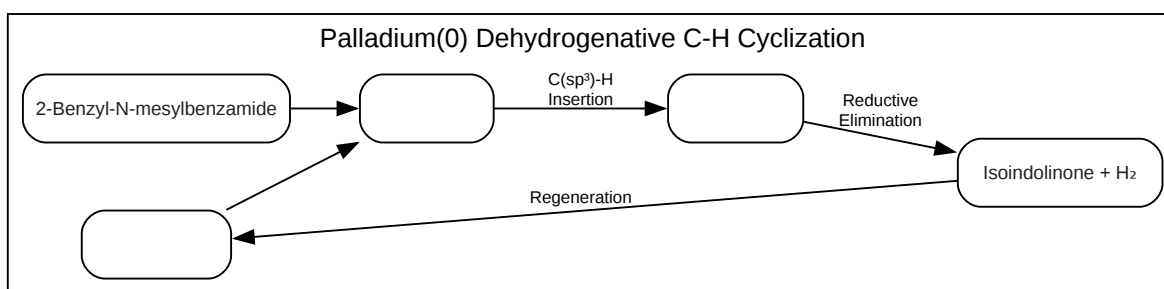 Palladium(0) Dehydrogenative C-H Cyclization
2-Benzyl-N-mesylbenzamide
C(sp³)-H
Insertion
Reductive
Elimination
Isoindolinone + H₂
Regeneration